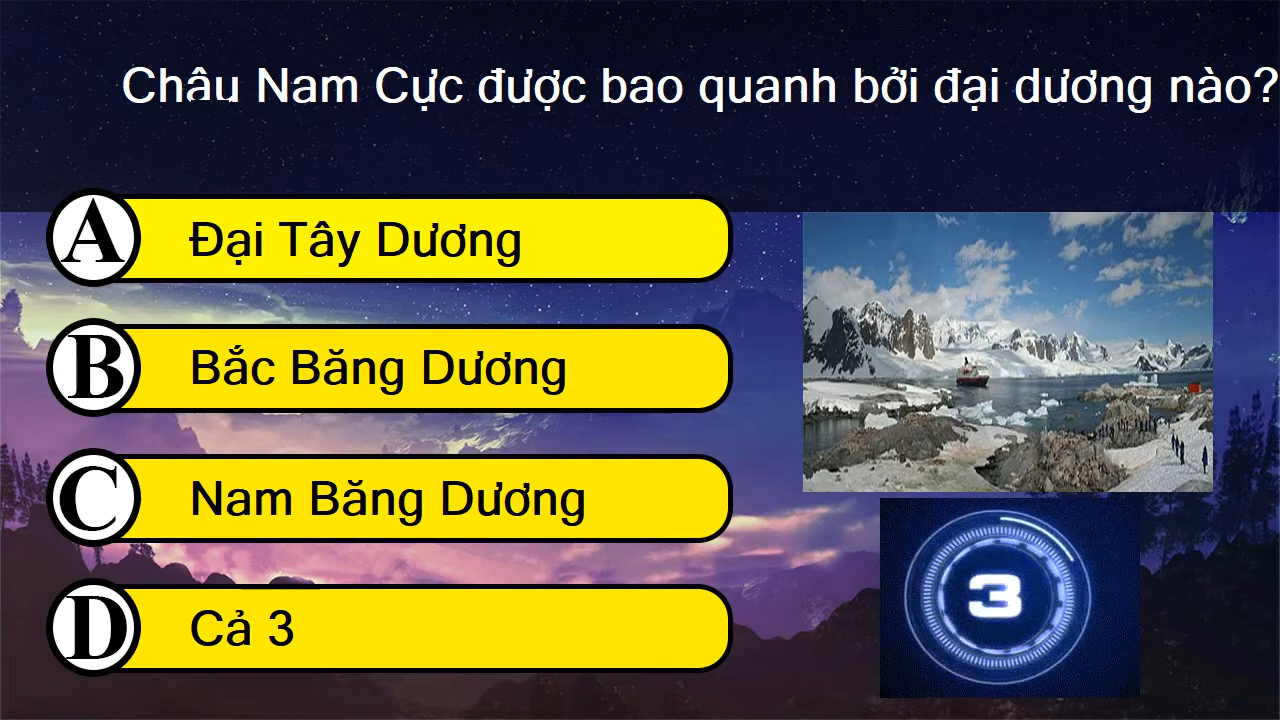 Châu Nam Cực được bao quanh bởi đại dương nào?
A Đại Tây Dương
B Bắc Băng Dương
C Nam Băng Dương
D Cả 3
3